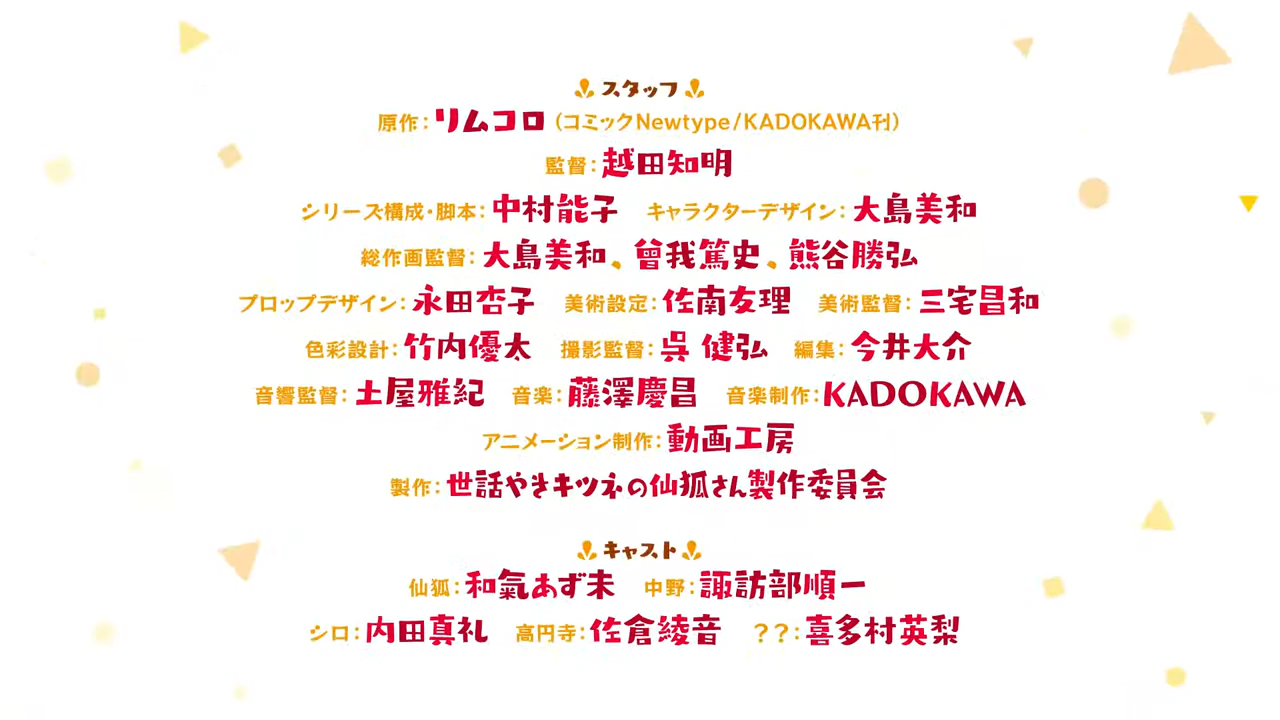 スタッフ
原作：リムコロ（コミックNewtype/KADOKAWA刊）
監督：越田知明
シリーズ構成・脚本：中村能子　キャラクターデザイン：大島美和
総作画監督：大島美和、曾我篤史、熊谷勝弘
プロップデザイン：永田杏子　美術設定：佐南友理　美術監督：三宅昌和
色彩設計：竹内優太　撮影監督：呉 健弘　編集：今井大介
音響監督：土屋雅紀　音楽：藤澤慶昌　音楽制作：KADOKAWA
アニメーション制作：動画工房
製作：世話やきキツネの仙狐さん製作委員会
キャスト
仙狐：和氣あず未　中野：諏訪部順一
シロ：内田真礼　高円寺：佐倉綾音　？？：喜多村英梨